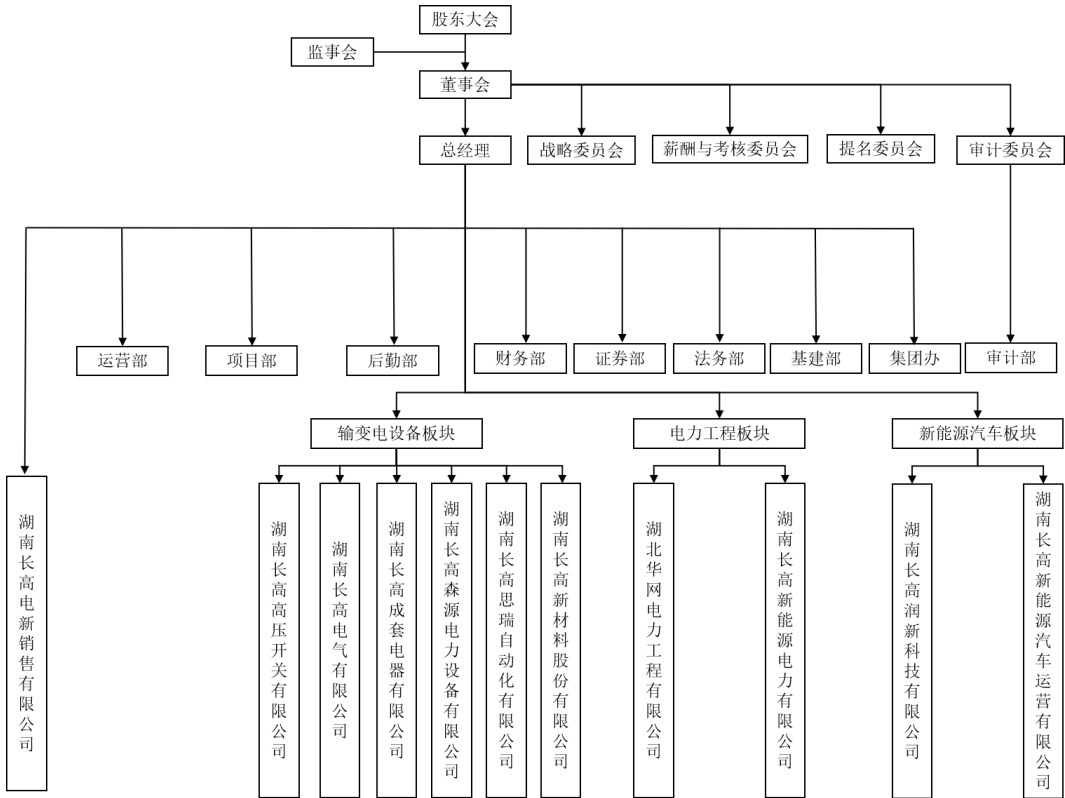 股东大会
监事会
董事会
总经理
战略委员会
薪酬与考核委员会
提名委员会
审计委员会
运营部
项目部
后勤部
财务部
证券部
法务部
基建部
集团办
审计部
输变电设备板块
电力工程板块
新能源汽车板块
湖南长高电新销售有限公司
湖南长高高压开关有限公司
湖南长高电气有限公司
湖南长高成套电器有限公司
湖南长高森源电力设备有限公司
湖南长高思瑞自动化有限公司
湖南长高新材料股份有限公司
湖北华网电力工程有限公司
湖南长高新能源电力有限公司
湖南长高润新科技有限公司
湖南长高新能源汽车运营有限公司